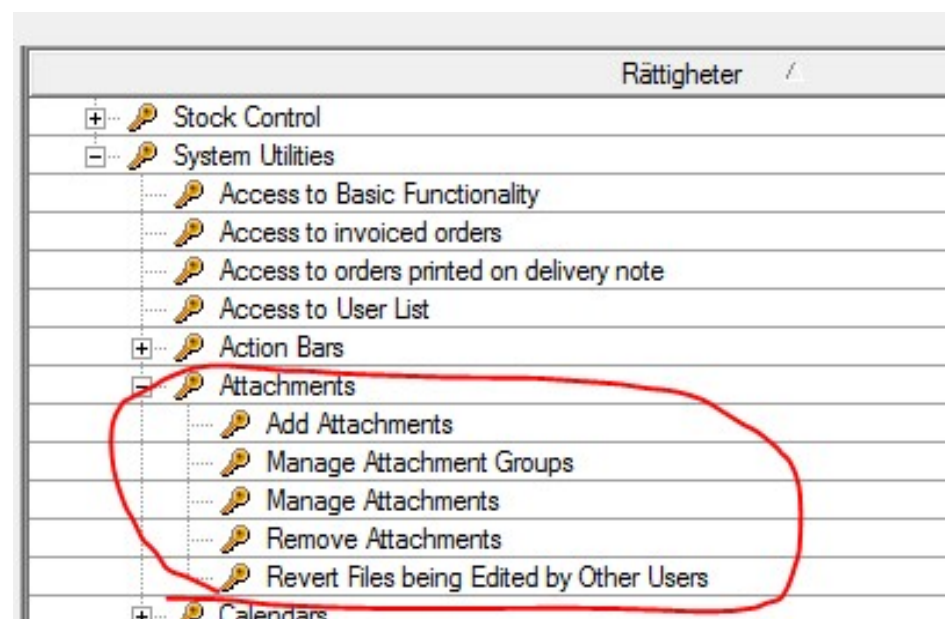 Rättigheter
Stock Control
System Utilities
Access to Basic Functionality
Access to invoiced orders
Access to orders printed on delivery note
Access to User List
Action Bars
Attachments
Add Attachments
Manage Attachment Groups
Manage Attachments
Remove Attachments
Revert Files being Edited by Other Users
Calendars